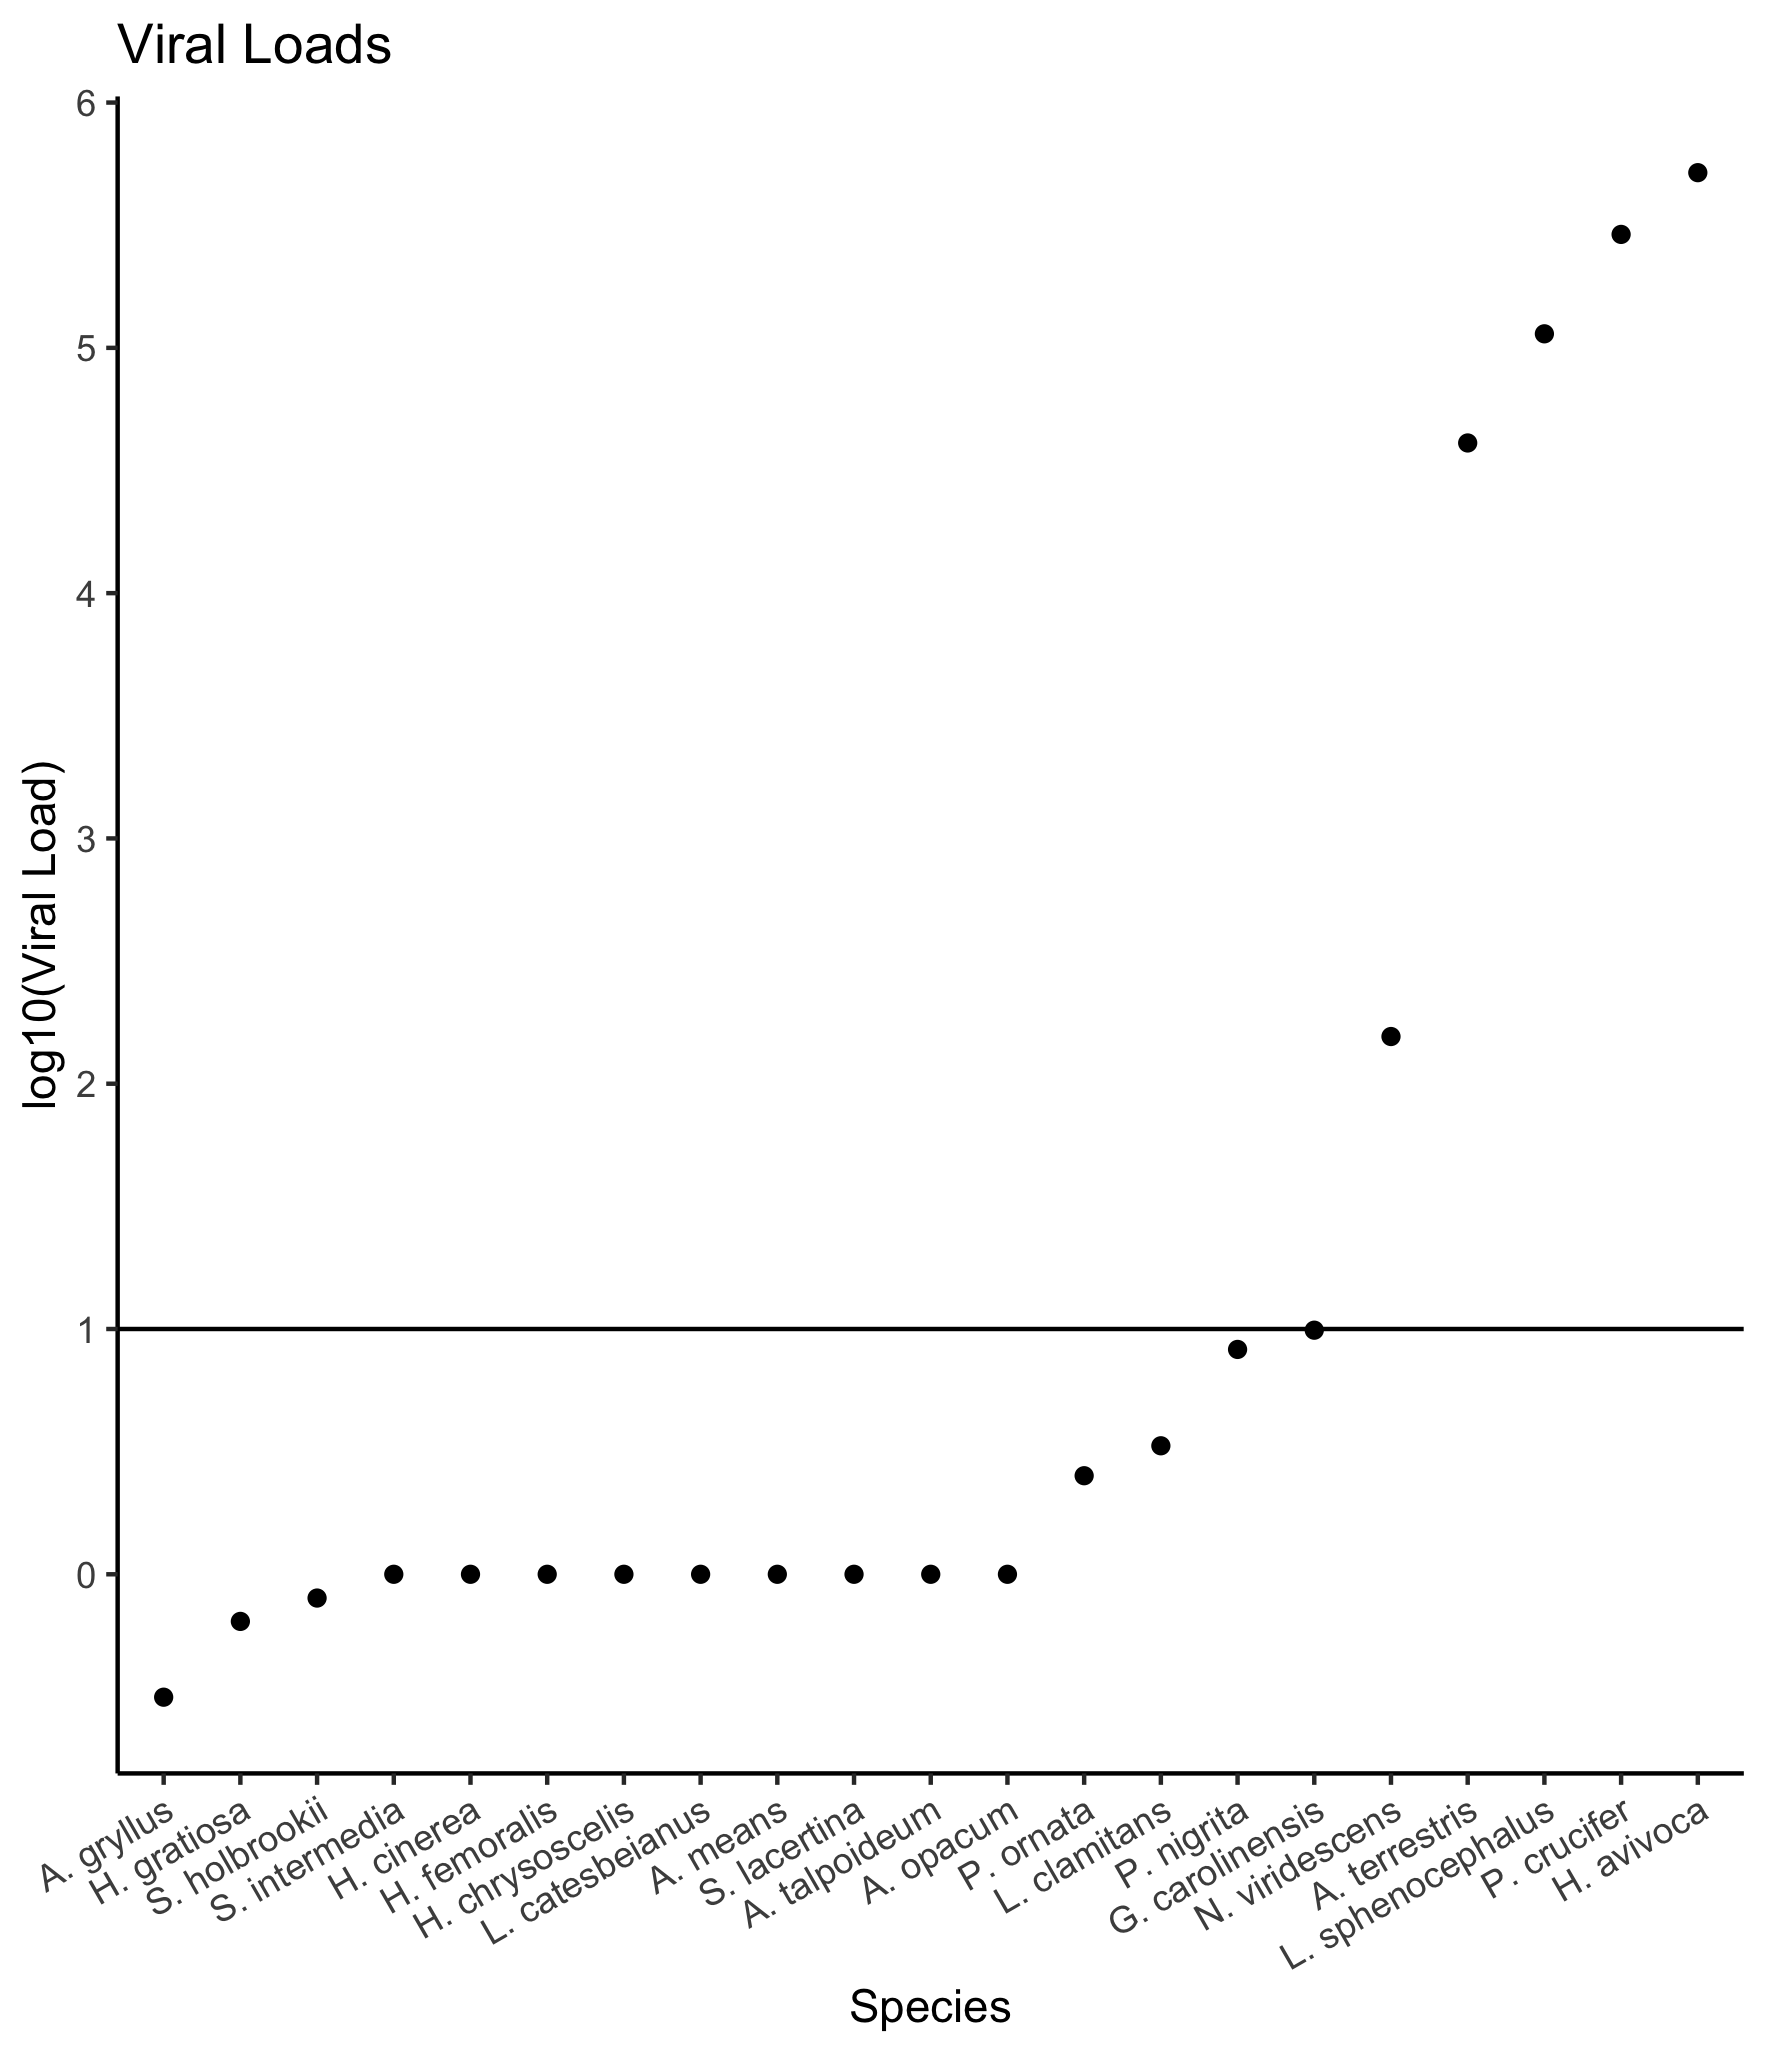 Viral Loads
6
5
4
3
2
1
0
log10(Viral Load)
A. gryllus
H. gratiosa
S. holbrookii
S. intermedia
H. cinerea
H. femoralis
H. chrysoscelis
L. catesbeianus
A. means
S. lacertina
A. talpoideum
A. opacum
P. ornata
L. clamitans
P. nigrita
G. carolinensis
N. viridescens
A. terrestris
L. sphenocephalus
P. crucifer
H. avivoca
Species